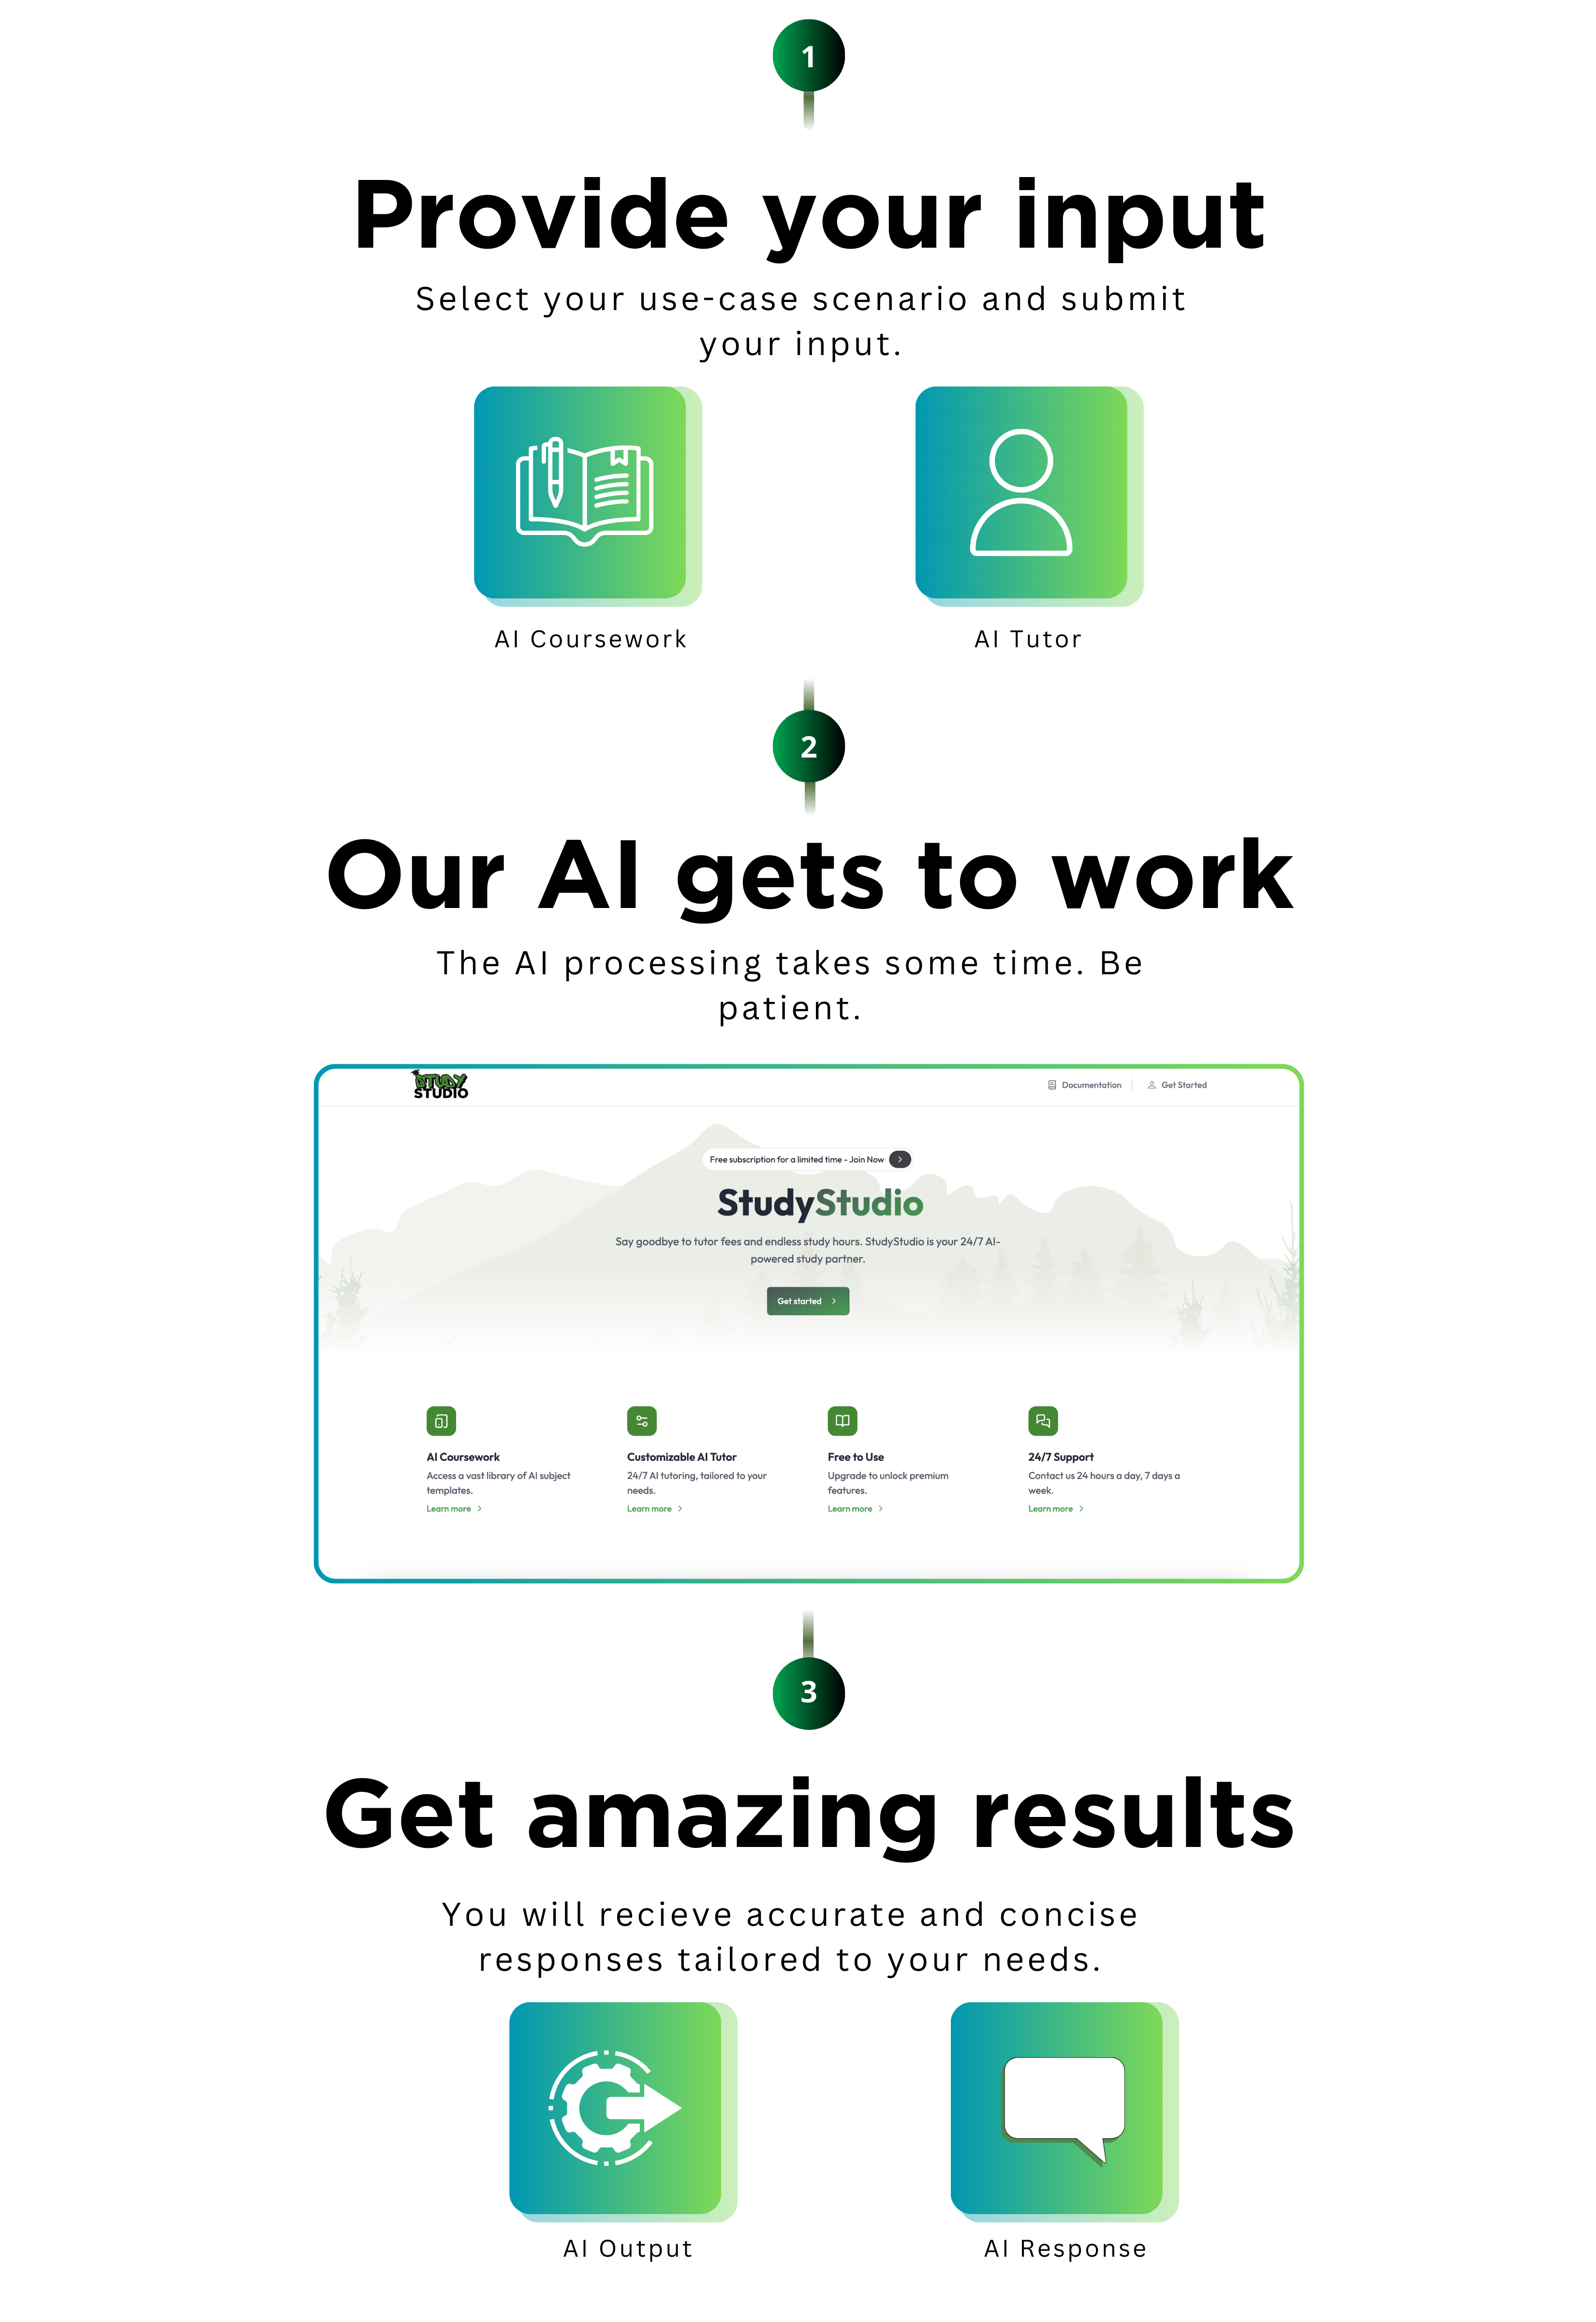 1
Provide your input
Select your use-case scenario and submit
your input.
AI Coursework
AI Tutor
2
Our AI gets to work
The AI processing takes some time. Be
patient.
STUDY
STUDIO
Documentation
Get Started
Free subscription for a limited time - Join Now
StudyStudio
Say goodbye to tutor fees and endless study hours. StudyStudio is your 24/7 AI-
powered study partner.
Get started
AI Coursework
Access a vast library of AI subject
templates.
Learn more
Customizable AI Tutor
24/7 AI tutoring, tailored to your
needs.
Learn more
Free to Use
Upgrade to unlock premium
features.
Learn more
24/7 Support
Contact us 24 hours a day, 7 days a
week.
Learn more
3
Get amazing results
You will recieve accurate and concise
responses tailored to your needs.
AI Output
AI Response